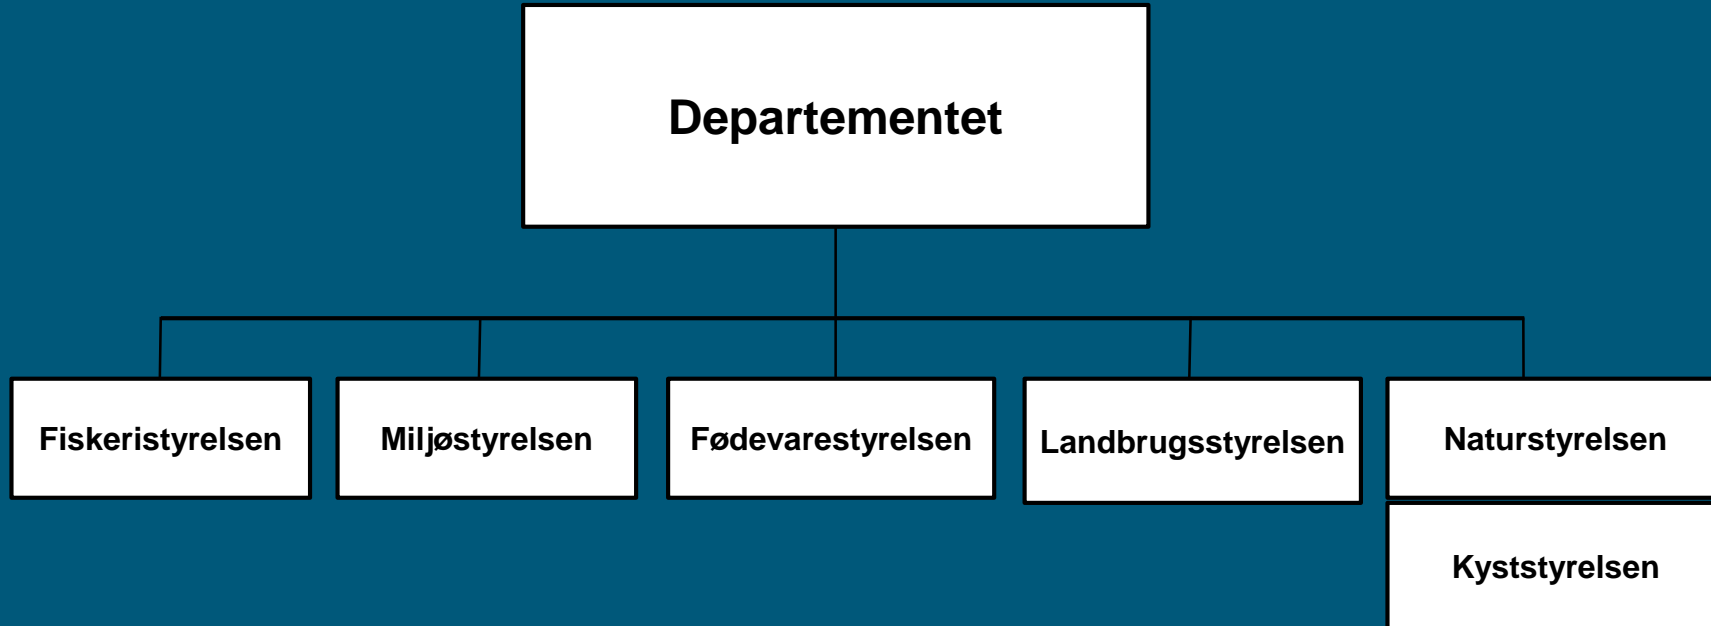 Departementet
Fiskeristyrelsen
Miljøstyrelsen
Fødevarestyrelsen
Landbrugsstyrelsen
Naturstyrelsen
Kyststyrelsen